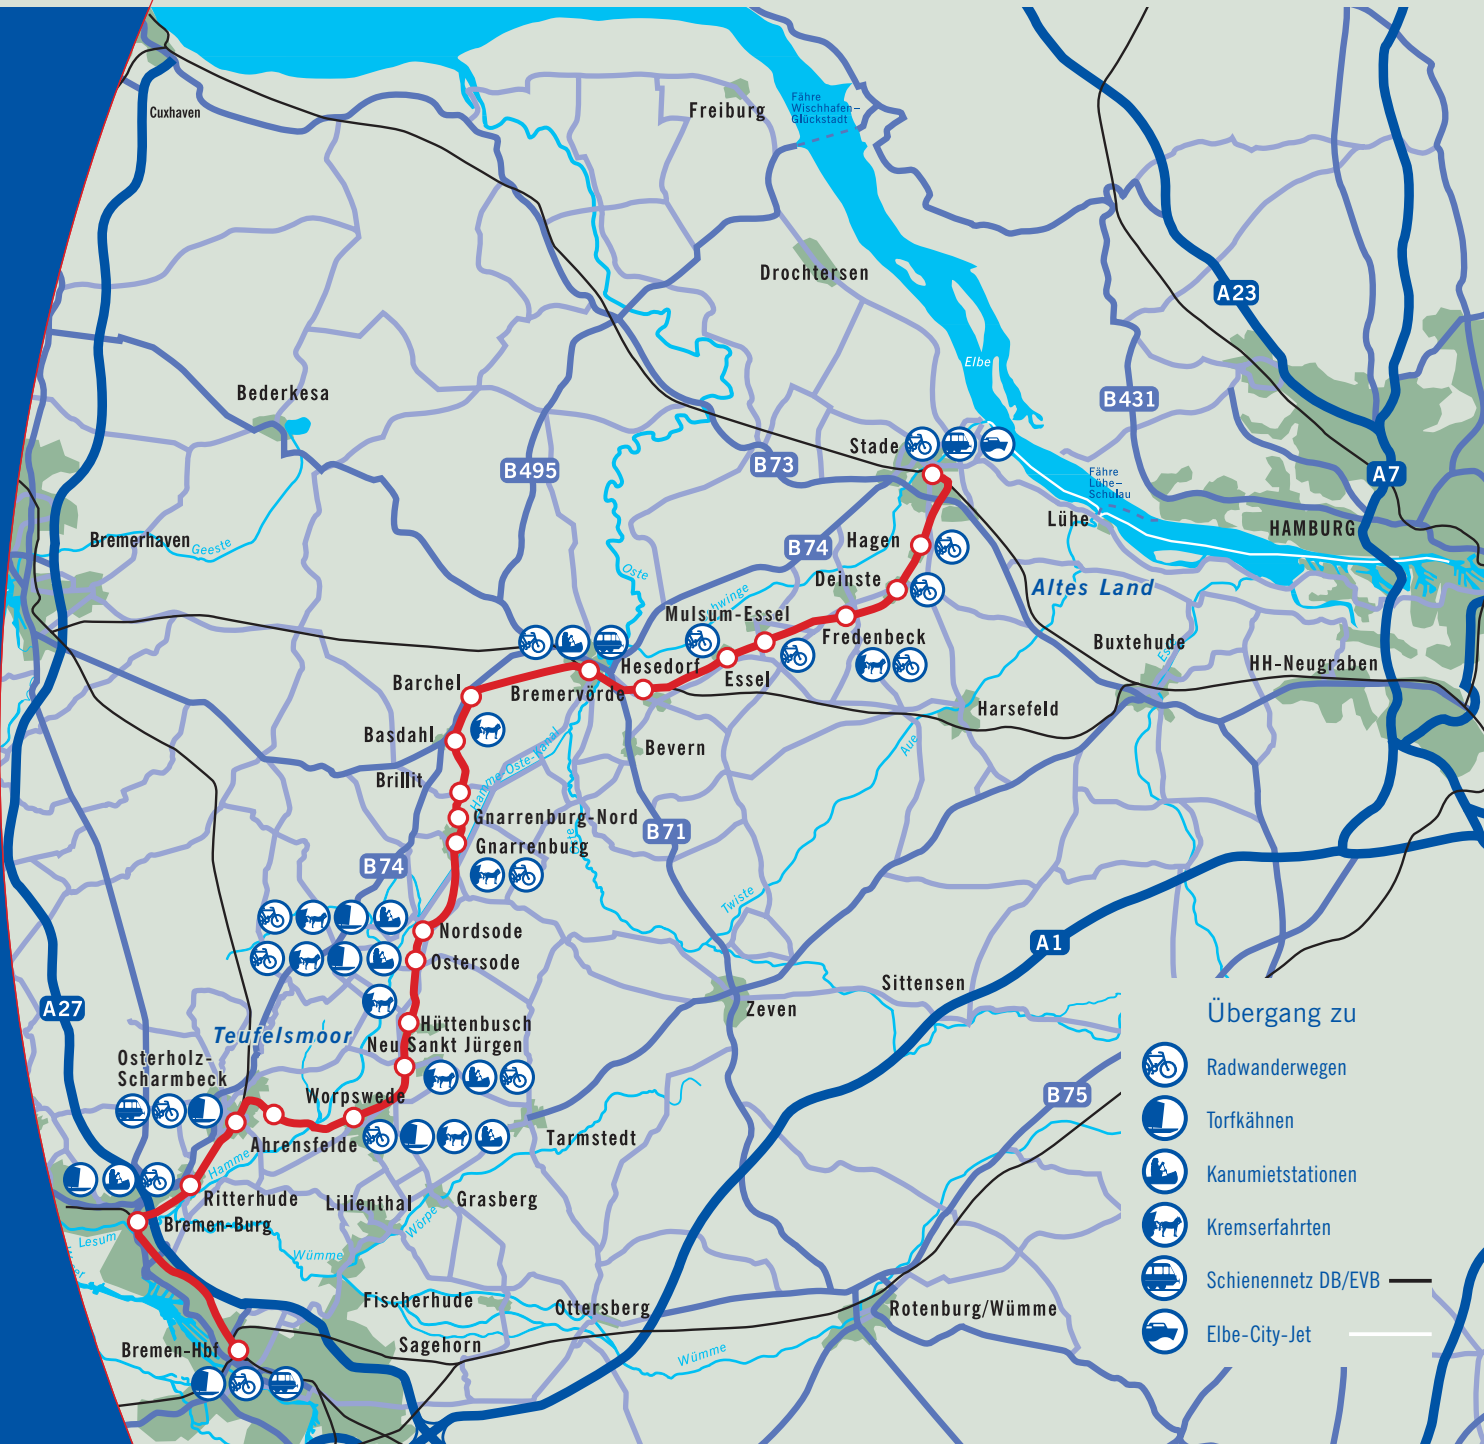 Cuxhaven
Freiburg
Fähre
Wischhafen–
Glückstadt
Drochtersen
A23
Elbe
Bederkesa
B431
Stade
B495
B73
A7
Fähre
Lühe–
Schulau
Lühe
HAMBURG
Bremerhaven
Geeste
Hagen
B74
Oste
Deinste
Altes Land
Schwinge
Mulsum-Essel
Fredenbeck
Buxtehude
Este
HH-Neugraben
Hesedorf
Essel
Barchel
Bremervörde
Harsefeld
Basdahl
Bevern
Aue
Hamme-Oste-Kanal
Brillit
Gnarrenburg-Nord
B71
Gnarrenburg
Oste
B74
Twiste
Nordsode
A1
Ostersode
Sittensen
A27
Zeven
Teufelsmoor
Hüttenbusch
Neu Sankt Jürgen
Osterholz-
Scharmbeck
Worpswede
B75
Ahrensfelde
Tarmstedt
Hamme
Ritterhude
Lilienthal
Grasberg
Wörpe
Bremen-Burg
Lesum
Wümme
Fischerhude
Ottersberg
Rotenburg/Wümme
Bremen-Hbf
Sagehorn
Wümme
Übergang zu
Radwanderwegen
Torfkähnen
Kanumietstationen
Kremserfahrten
Schienennetz DB/EVB
Elbe-City-Jet